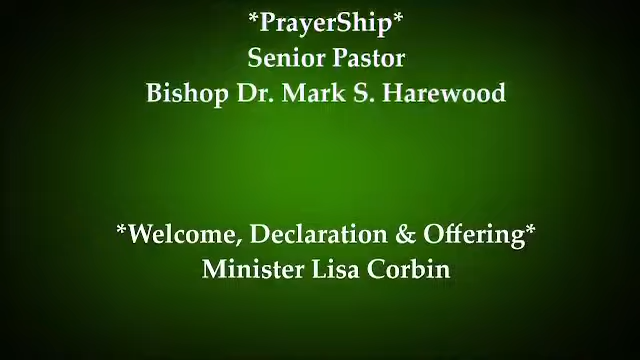 *PrayerShip*
Senior Pastor
Bishop Dr. Mark S. Harewood
*Welcome, Declaration & Offering*
Minister Lisa Corbin